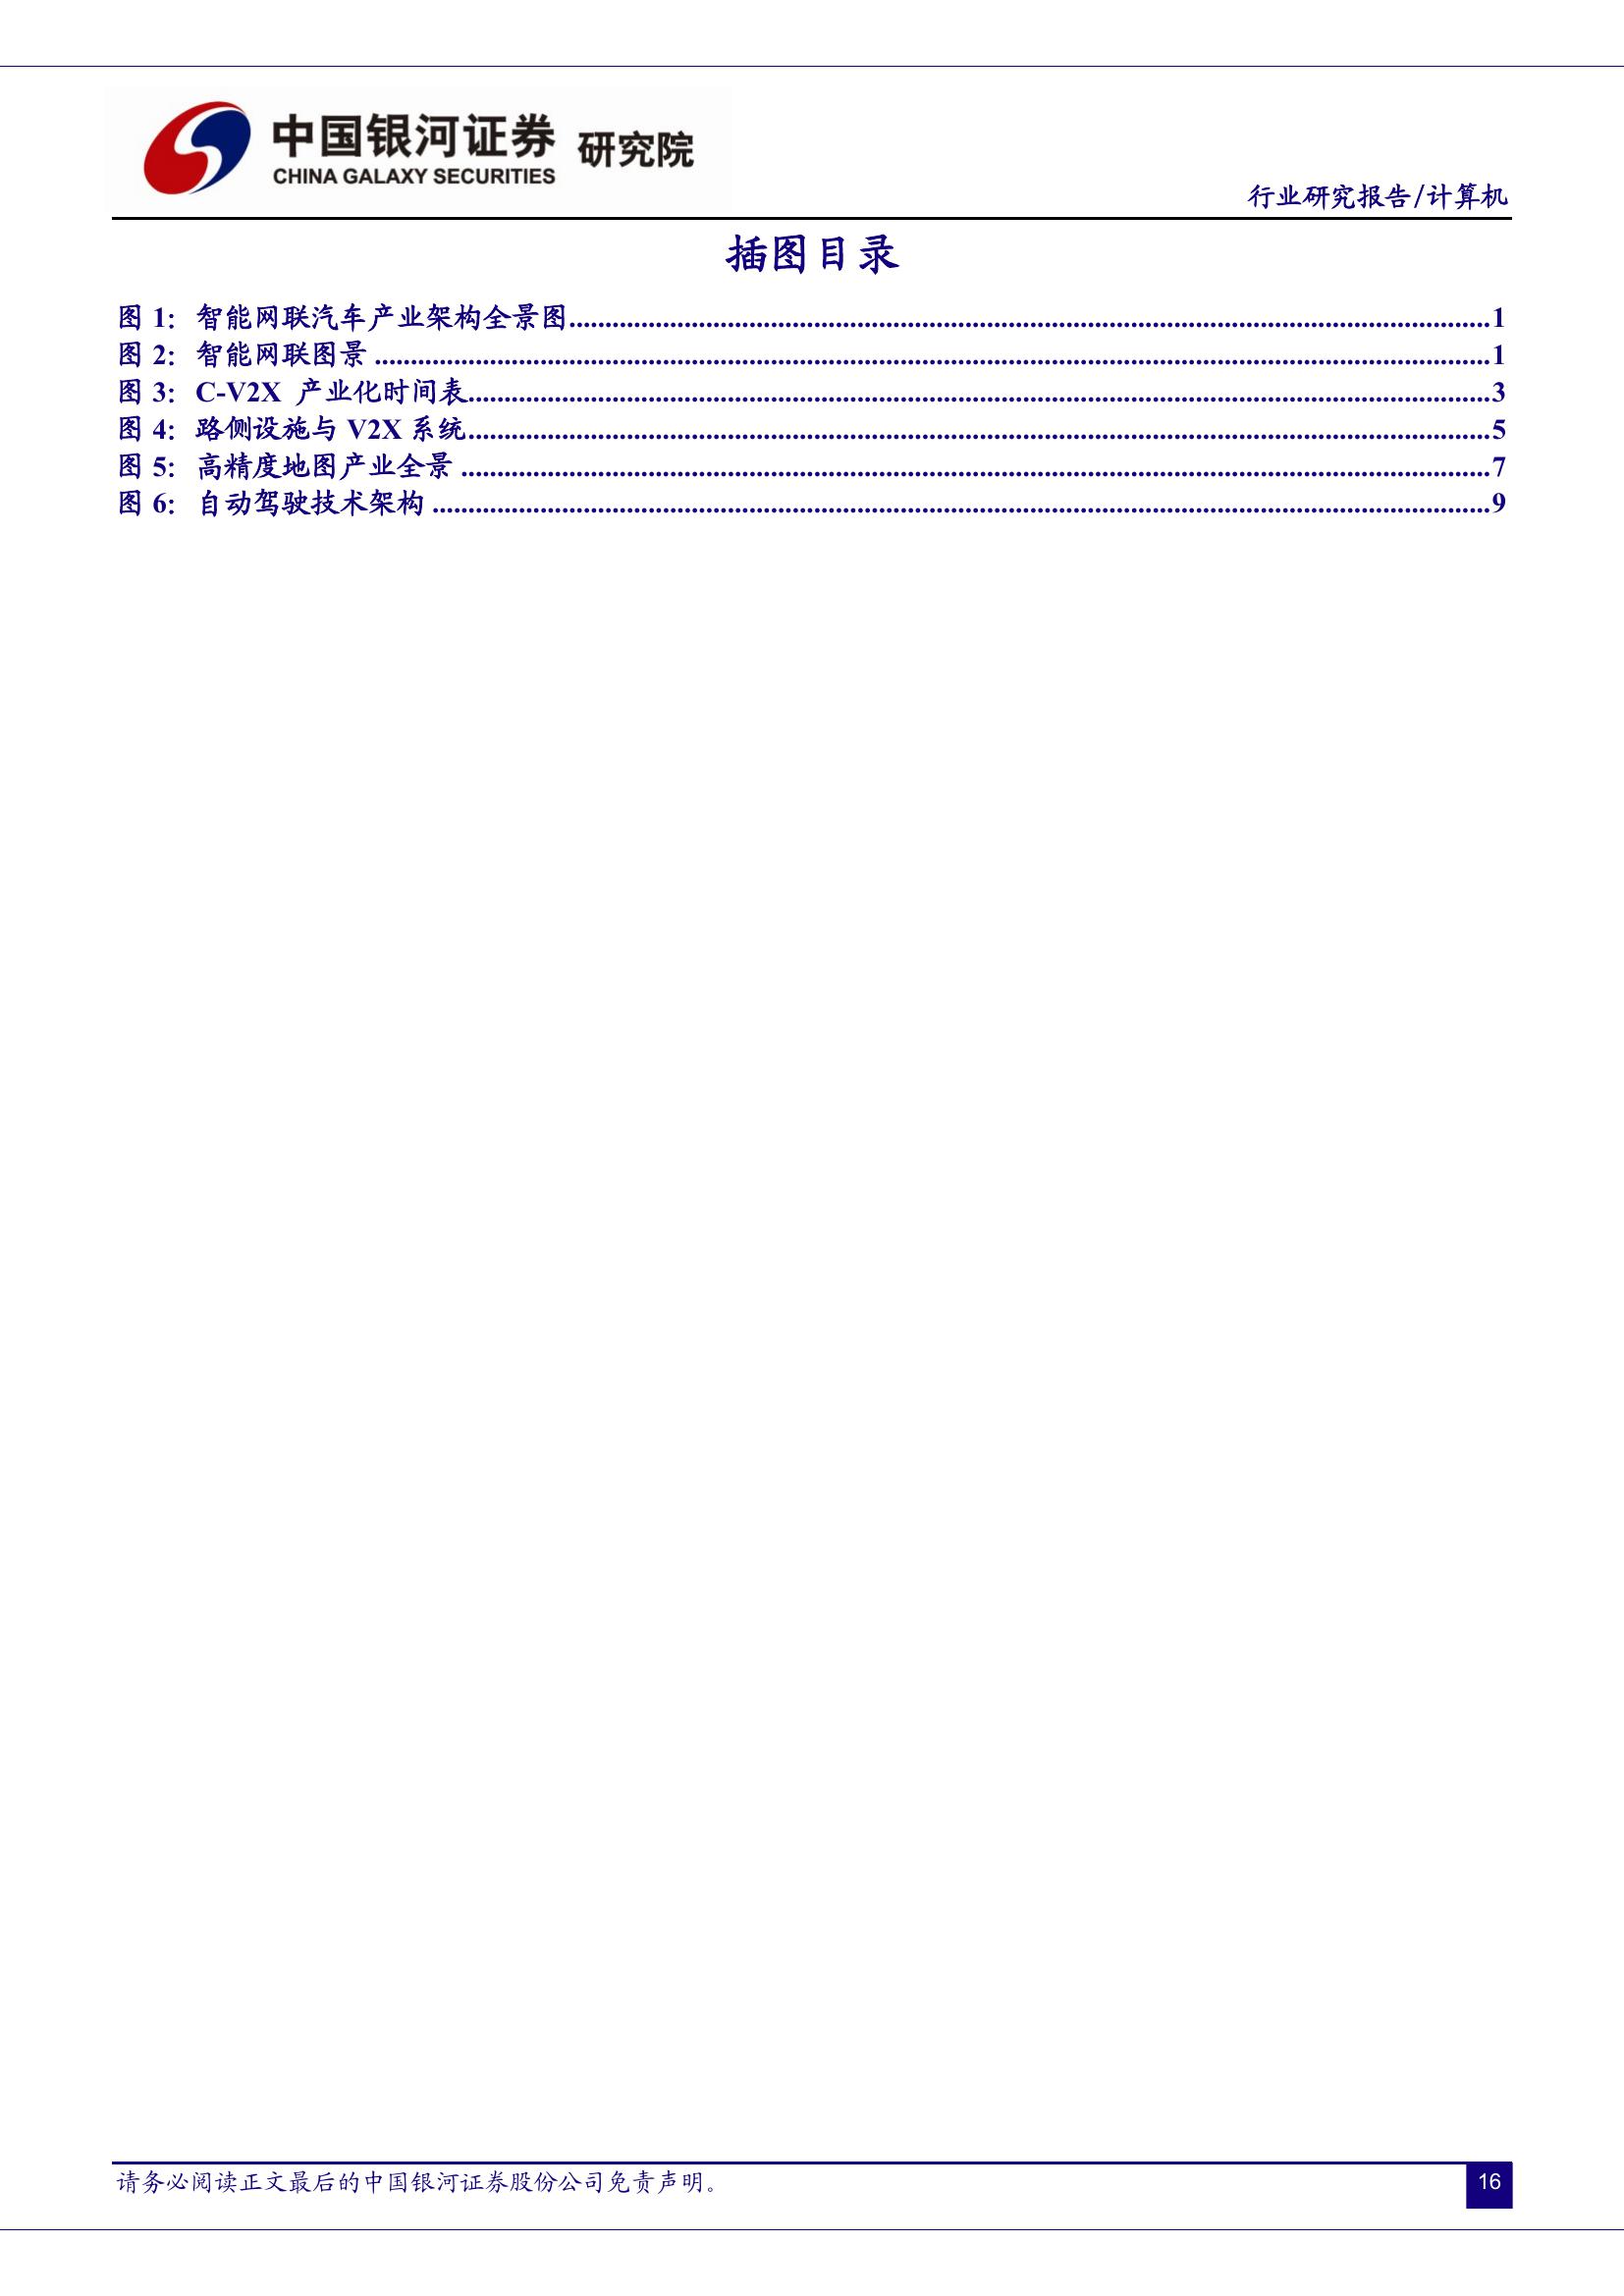 中国银河证券 研究院
CHINA GALAXY SECURITIES
行业研究报告/计算机
插图目录
图 1: 智能网联汽车产业架构全景图....................1
图 2: 智能网联图景....................1
图 3: C-V2X 产业化时间表....................3
图 4: 路侧设施与 V2X 系统....................5
图 5: 高精度地图产业全景....................7
图 6: 自动驾驶技术架构....................9
请务必阅读正文最后的中国银河证券股份公司免责声明。
16